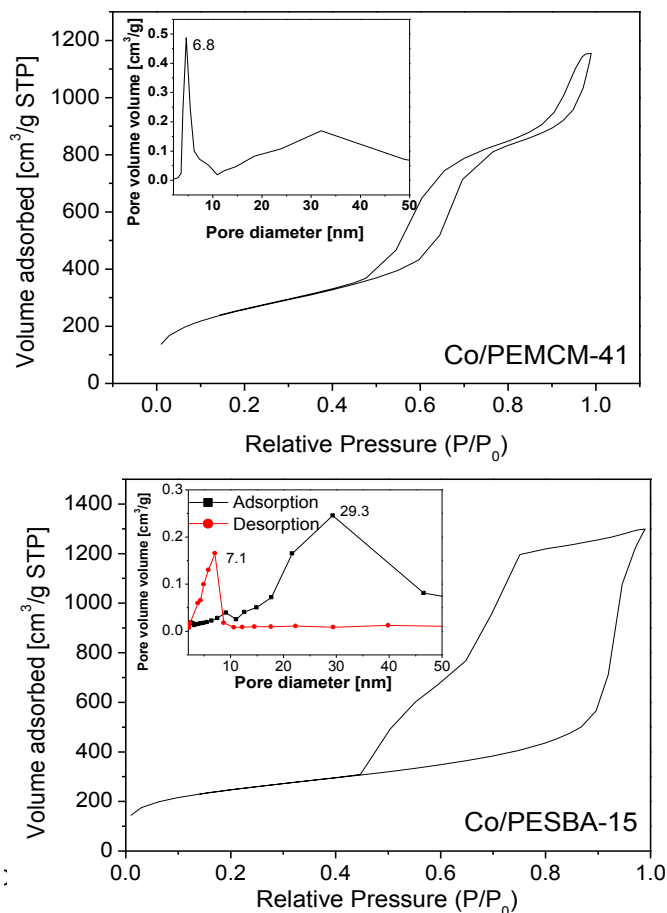 0.5
0.4
0.3
0.2
0.1
0.0
6.8
Pore volume volume [cm³/g]
10 20 30 40 50
Pore diameter [nm]
1200
1000
800
600
400
200
0
Volume adsorbed [cm³/g STP]
Co/PEMCM-41
0.0 0.2 0.4 0.6 0.8 1.0
Relative Pressure (P/P₀)
0.3
0.2
0.1
0.0
Adsorption
Desorption
29.3
7.1
Pore volume volume [cm³/g]
10 20 30 40 50
Pore diameter [nm]
1400
1200
1000
800
600
400
200
0
Volume adsorbed [cm³/g STP]
Co/PESBA-15
0.0 0.2 0.4 0.6 0.8 1.0
Relative Pressure (P/P₀)